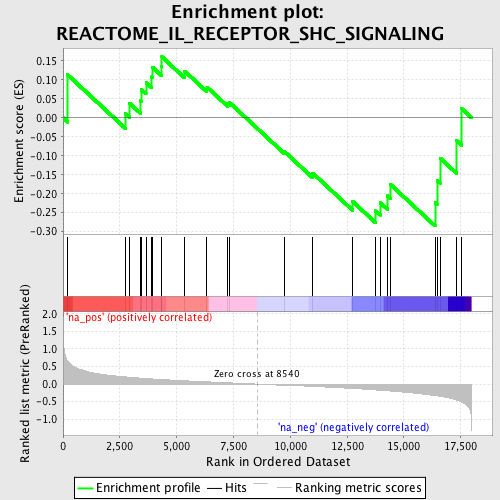 Enrichment plot:
REACTOME_IL_RECEPTOR_SHC_SIGNALING
Enrichment score (ES)
0.15
0.10
0.05
0.00
-0.05
-0.10
-0.15
-0.20
-0.25
-0.30
'na_pos' (positively correlated)
Ranked list metric (PreRanked)
2.0
1.5
1.0
0.5
0.0
-0.5
-1.0
Zero cross at 8540
'na_neg' (negatively correlated)
0 2,500 5,000 7,500 10,000 12,500 15,000 17,500
Rank in Ordered Dataset
Enrichment profile Hits Ranking metric scores